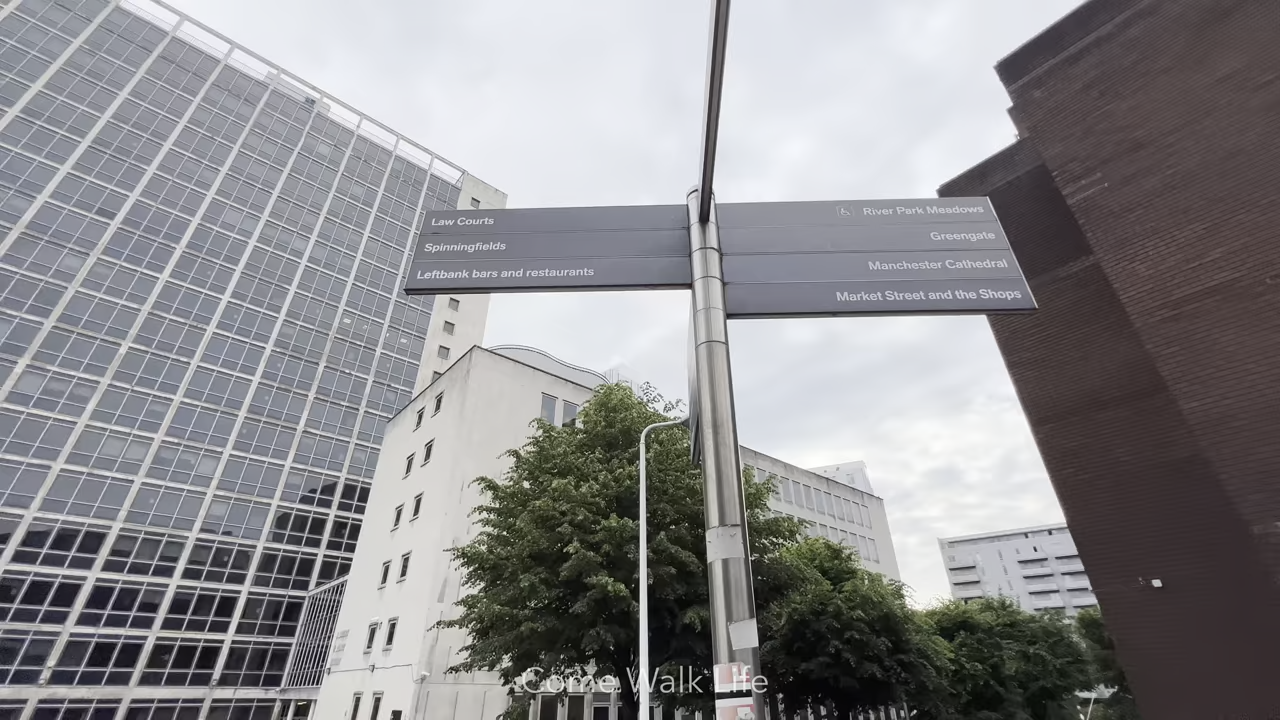 Law Courts
Spinningfields
Leftbank bars and restaurants
River Park Meadows
Greengate
Manchester Cathedral
Market Street and the Shops
Come Walk Life